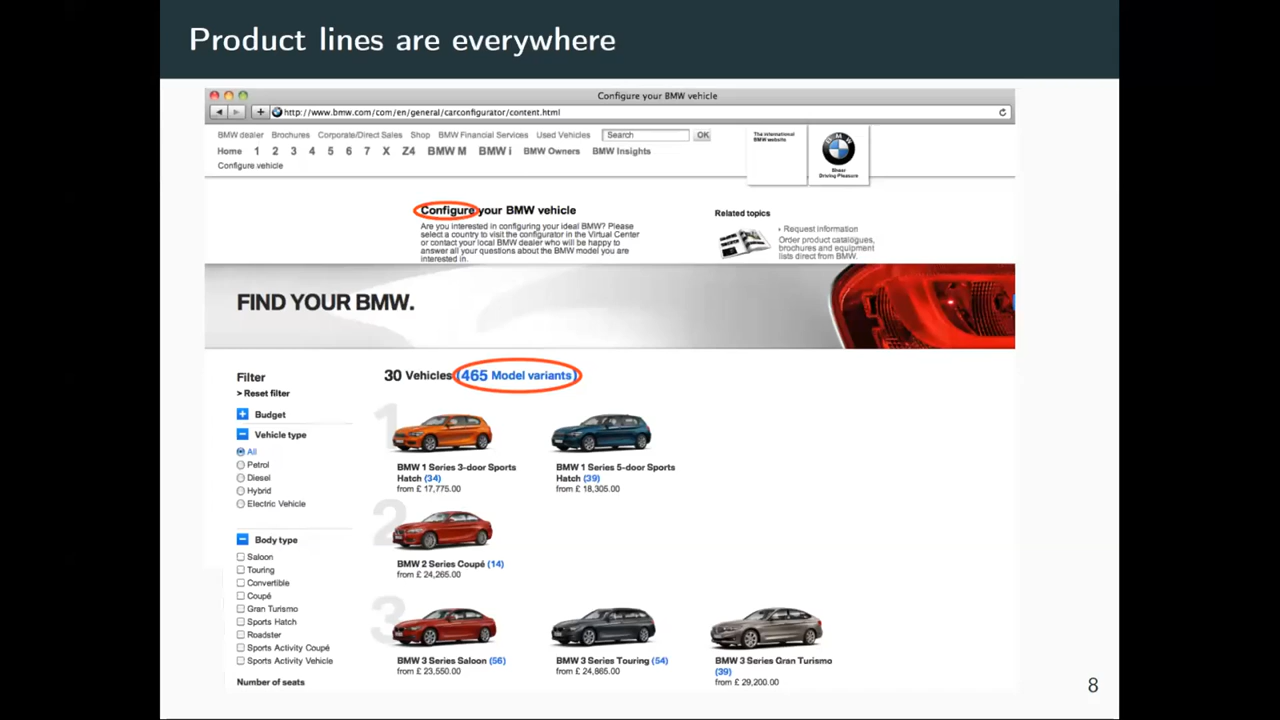 Product lines are everywhere
Configure your BMW vehicle
http://www.bmw.com/com/en/general/carconfigurator/content.html
BMW dealer Brochures Corporate/Direct Sales Shop BMW Financial Services Used Vehicles Search OK
The international
BMW website
Home 1 2 3 4 5 6 7 X Z4 BMW M BMW i BMW Owners BMW Insights
Configure vehicle
BMW
Sheer
Driving Pleasure
Configure your BMW vehicle
Are you interested in configuring your ideal BMW? Please
select a country to visit the configurator in the Virtual Center
or contact your local BMW dealer who will be happy to
answer all your questions about the BMW model you are
interested in.
Related topics
Request information
Order product catalogues,
brochures and equipment
lists direct from BMW.
FIND YOUR BMW.
Filter
> Reset filter
Budget
Vehicle type
All
Petrol
Diesel
Hybrid
Electric Vehicle
Body type
Saloon
Touring
Convertible
Coupé
Gran Turismo
Sports Hatch
Roadster
Sports Activity Coupé
Sports Activity Vehicle
Number of seats
30 Vehicles (465 Model variants)
1
BMW 1 Series 3-door Sports
Hatch (34)
from £ 17,775.00
BMW 1 Series 5-door Sports
Hatch (39)
from £ 18,305.00
2
BMW 2 Series Coupé (14)
from £ 24,265.00
3
BMW 3 Series Saloon (56)
from £ 23,550.00
BMW 3 Series Touring (54)
from £ 24,865.00
BMW 3 Series Gran Turismo
(39)
from £ 29,200.00
8